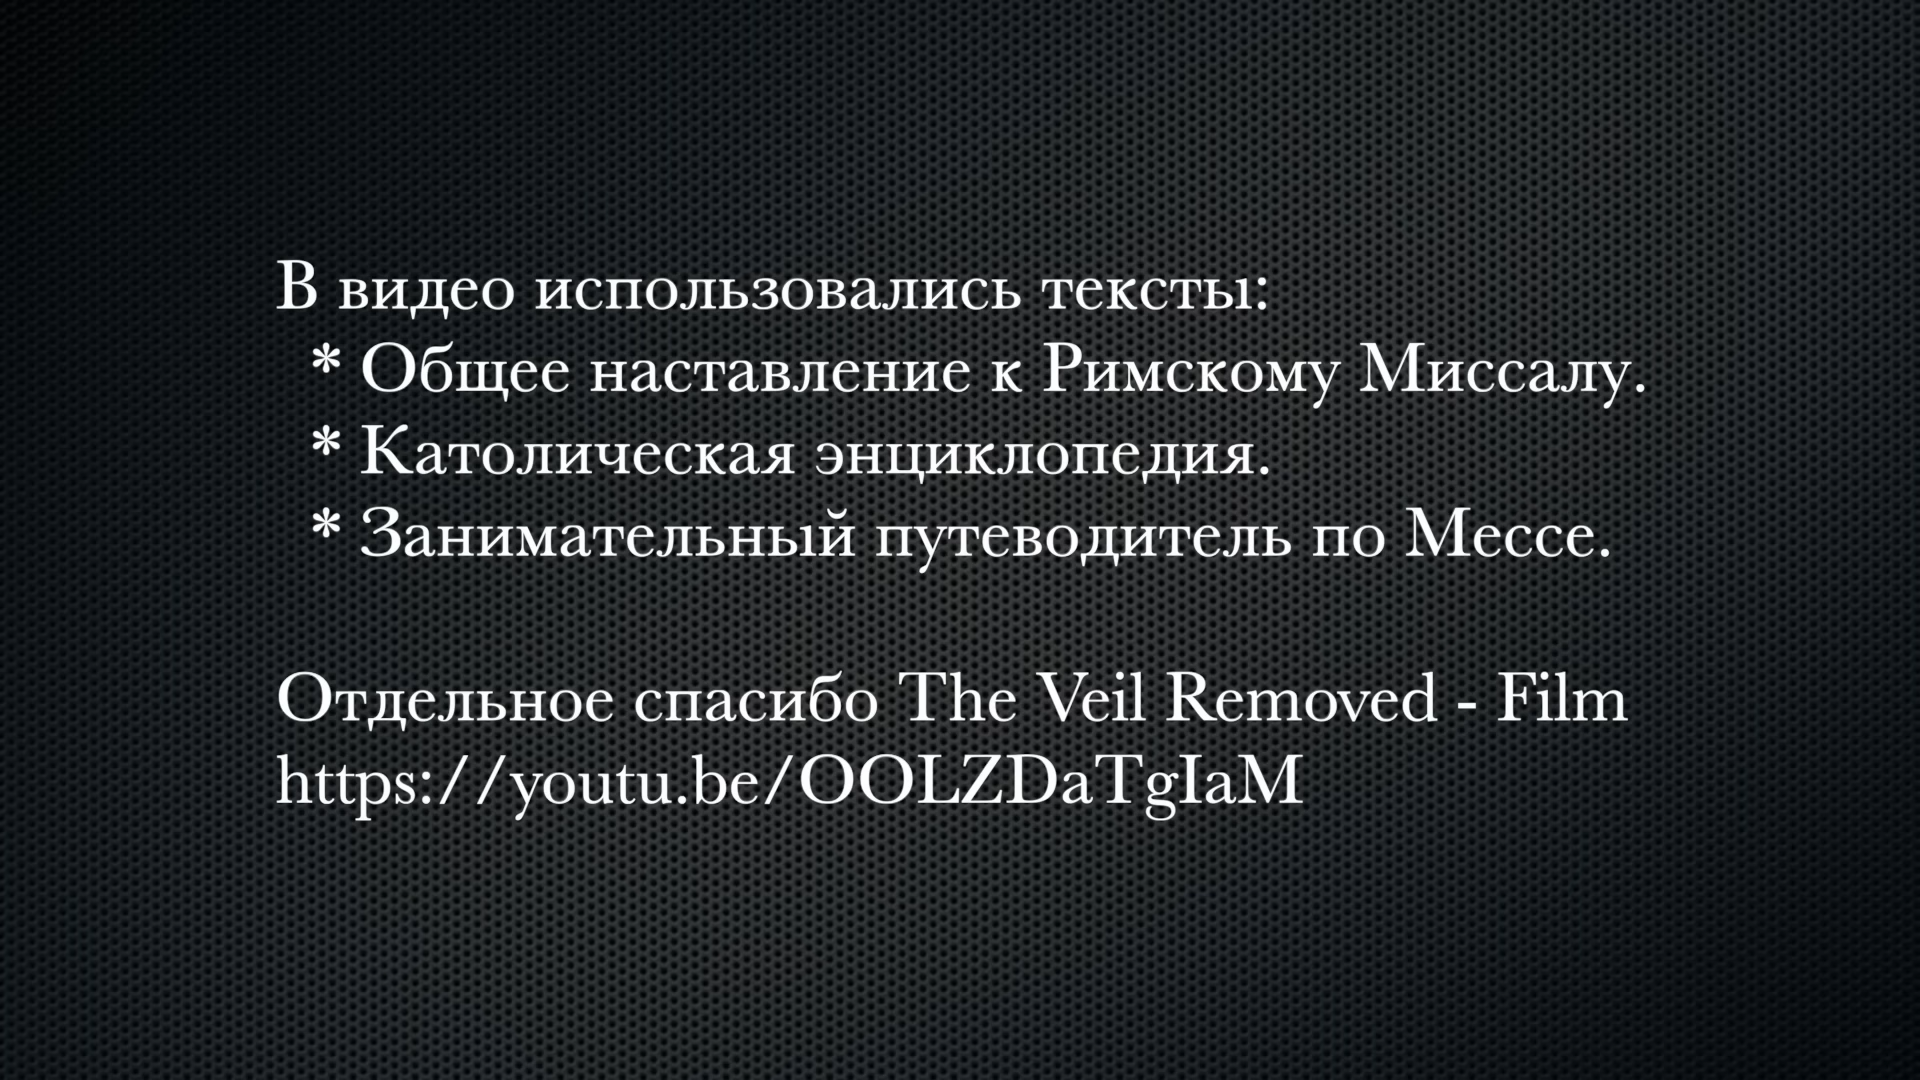 В видео использовались тексты:
* Общее наставление к Римскому Миссалу.
* Католическая энциклопедия.
* Занимательный путеводитель по Мессе.
Отдельное спасибо The Veil Removed - Film
https://youtu.be/OOLZDaTgIaM